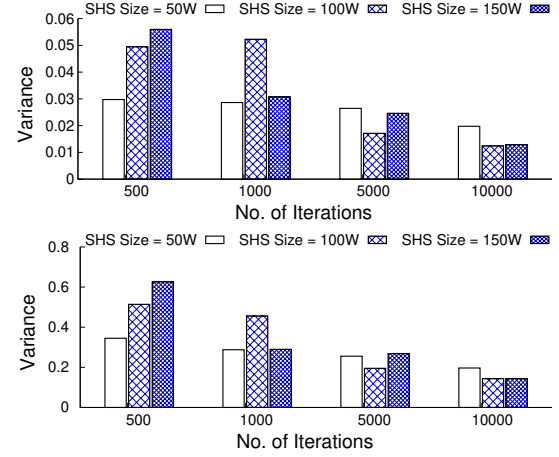 SHS Size = 50W SHS Size = 100W SHS Size = 150W
0.06
0.05
0.04
0.03
0.02
0.01
0
Variance
500 1000 5000 10000
No. of Iterations
SHS Size = 50W SHS Size = 100W SHS Size = 150W
0.8
0.6
0.4
0.2
0
Variance
500 1000 5000 10000
No. of Iterations